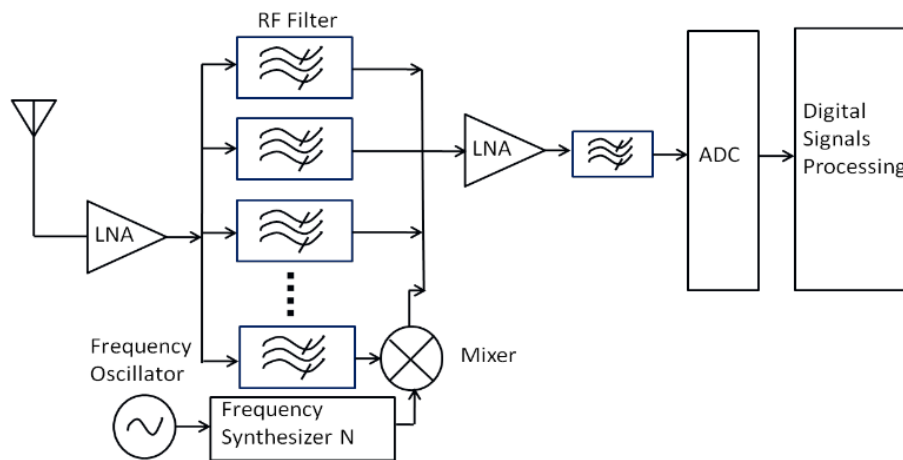 RF Filter
LNA
LNA
ADC
Digital
Signals
Processing
Frequency
Oscillator
Mixer
Frequency
Synthesizer N